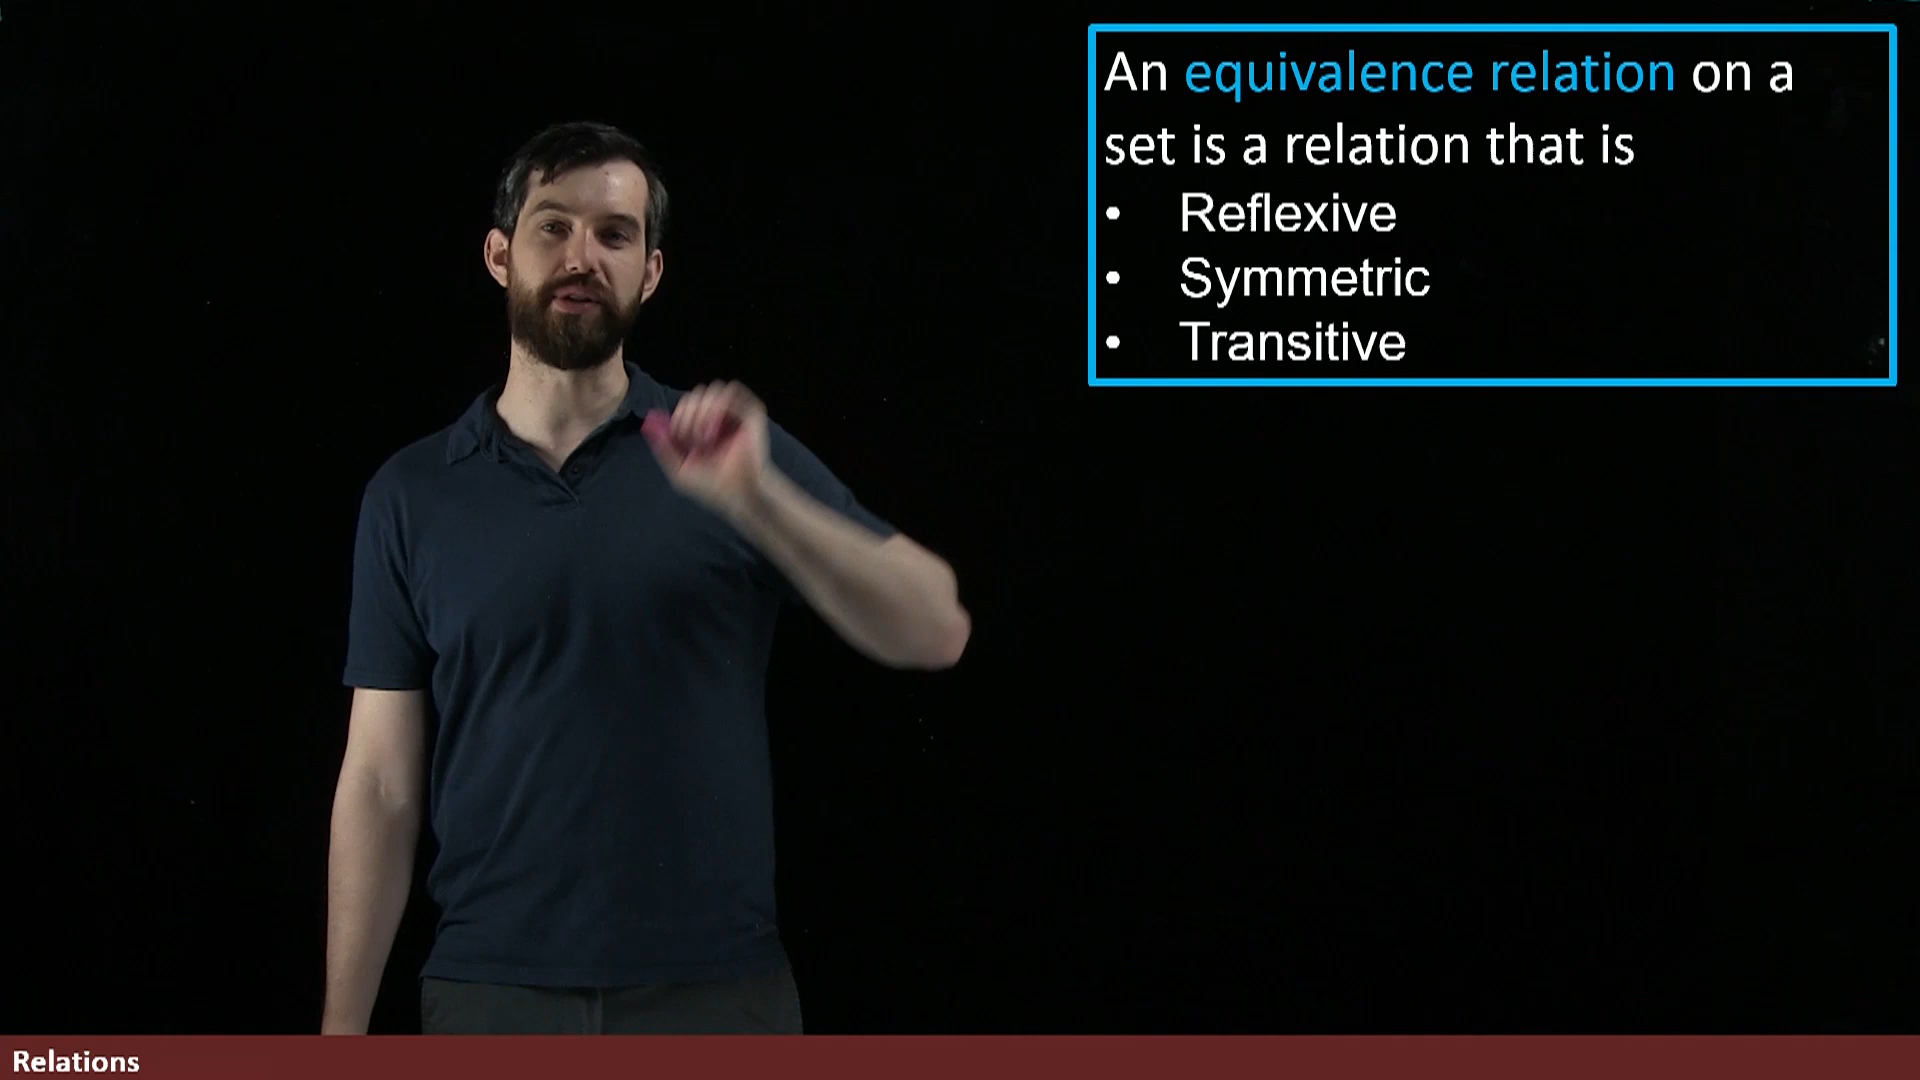 An equivalence relation on a
set is a relation that is
• Reflexive
• Symmetric
• Transitive
Relations